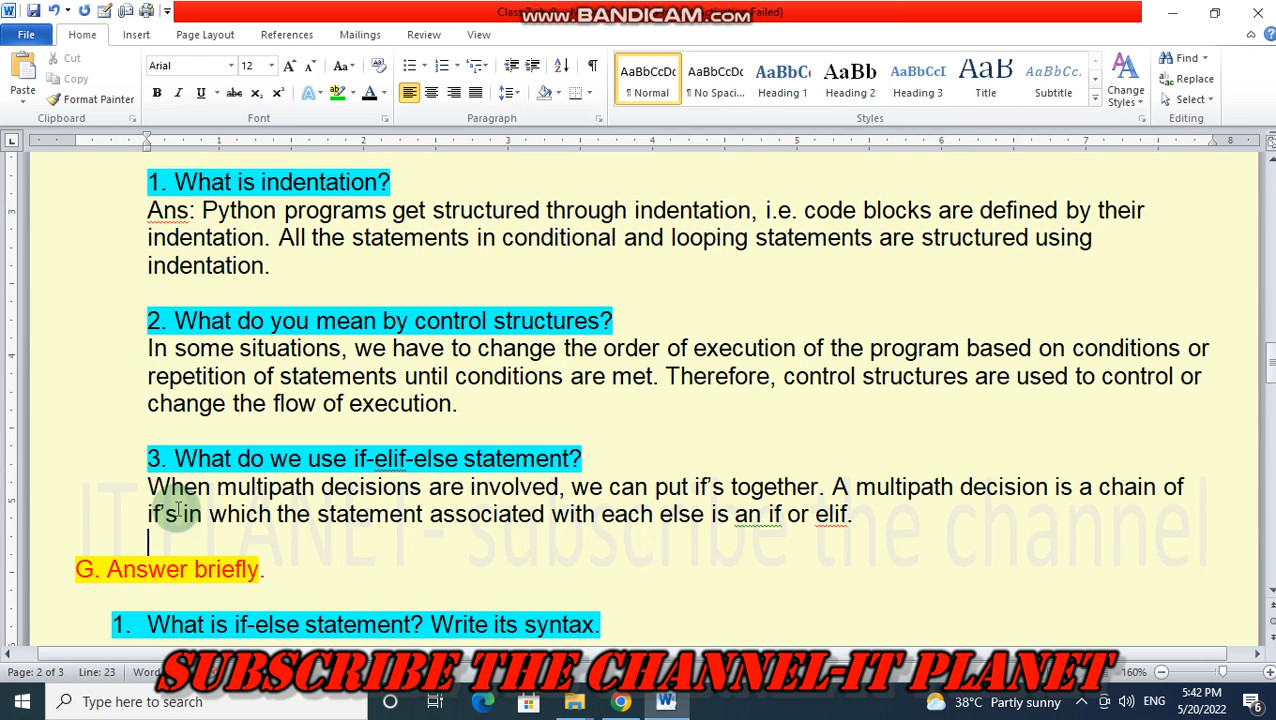 www.BANDICAM.com
Failed)
File
Home
Insert
Page Layout
References
Mailings
Review
View
Paste
Cut
Copy
Format Painter
Clipboard
Arial
12
Font
Paragraph
AaBbCcDc
Normal
AaBbCcDc
No Spaci...
AaBbCc
Heading 1
AaBb
Heading 2
AaBbCcI
Heading 3
AaB
Title
AaBbCc.
Subtitle
Change Styles
Styles
Find
Replace
Select
Editing
1. What is indentation?
Ans: Python programs get structured through indentation, i.e. code blocks are defined by their
indentation. All the statements in conditional and looping statements are structured using
indentation.
2. What do you mean by control structures?
In some situations, we have to change the order of execution of the program based on conditions or
repetition of statements until conditions are met. Therefore, control structures are used to control or
change the flow of execution.
3. What do we use if-elif-else statement?
When multipath decisions are involved, we can put if’s together. A multipath decision is a chain of
if’s in which the statement associated with each else is an if or elif.
IT PLANET- subscribe the channel
G. Answer briefly.
1. What is if-else statement? Write its syntax.
Page: 2 of 3
Line: 23
Word
160%
SUBSCRIBE THE CHANNEL-IT PLANET
Type here to search
38°C Partly sunny
ENG
5:42 PM
5/20/2022
6